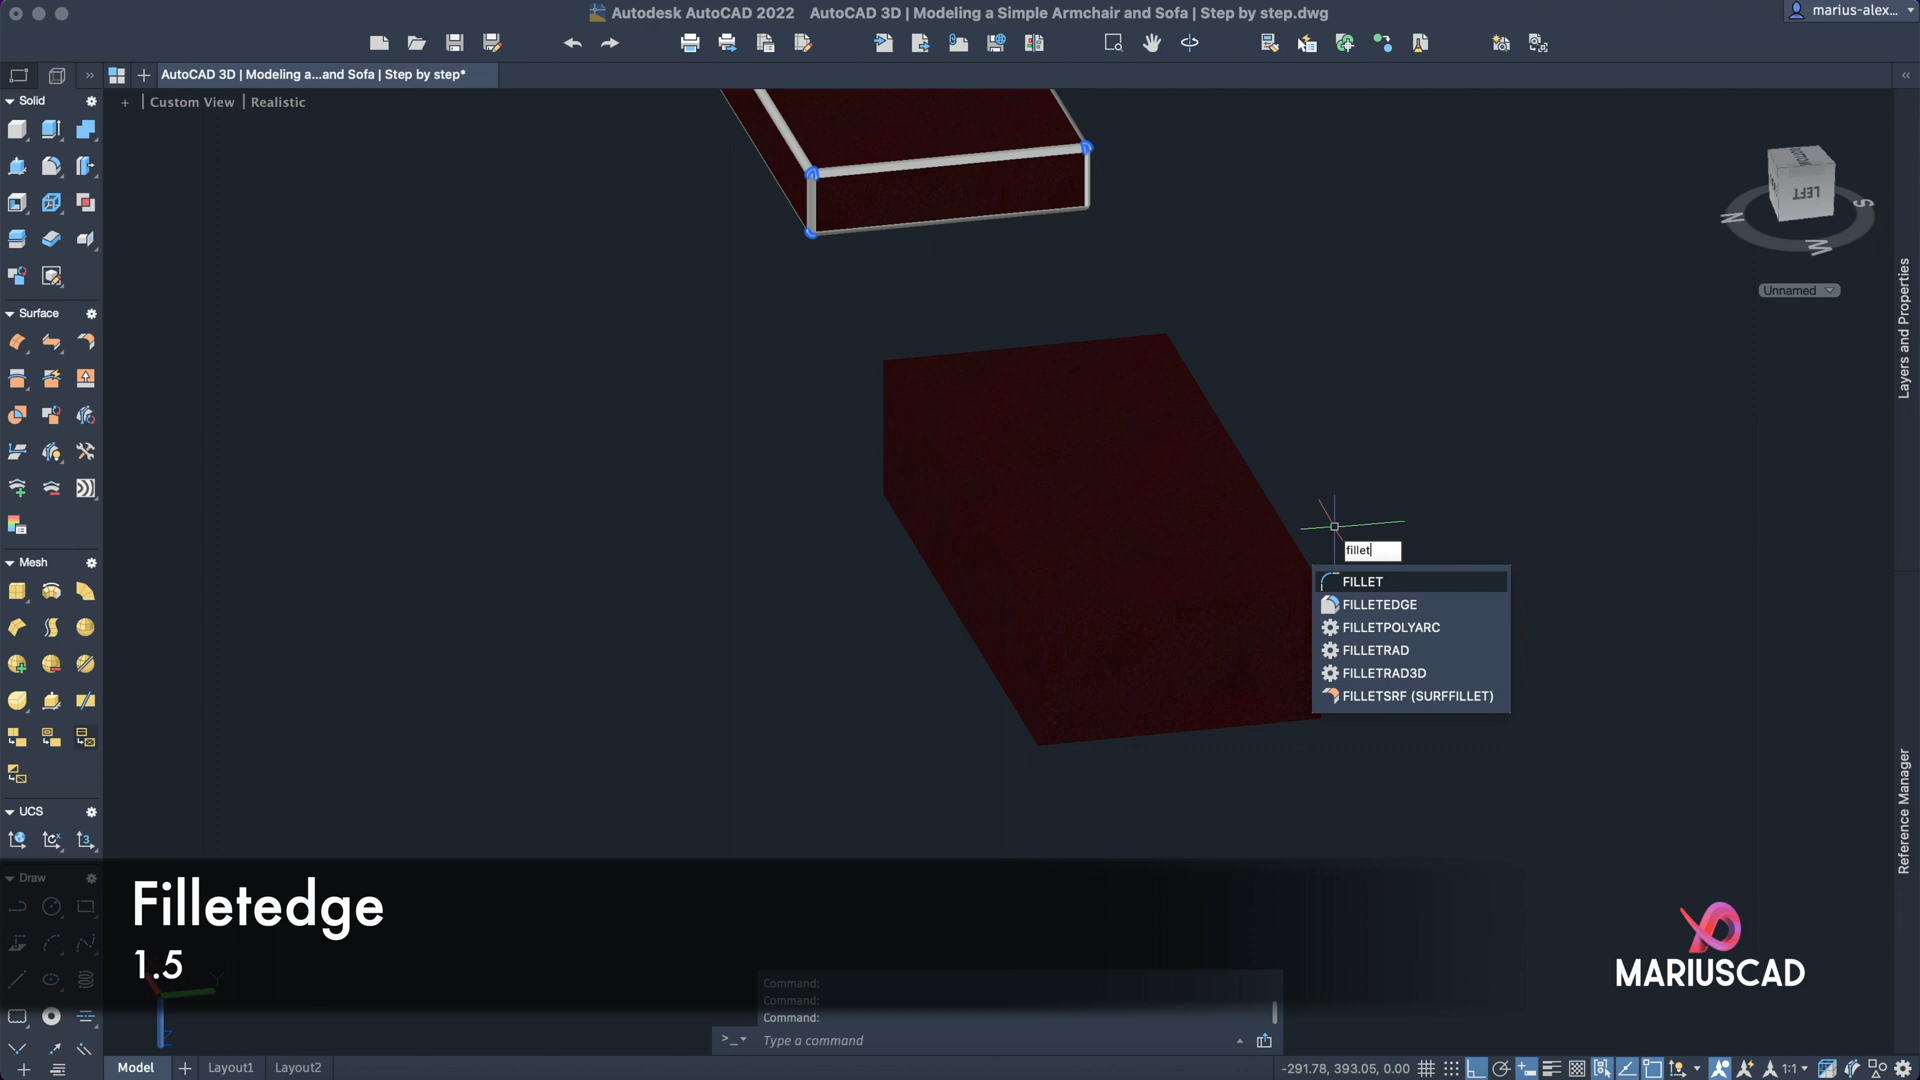 Autodesk AutoCAD 2022 AutoCAD 3D | Modeling a Simple Armchair and Sofa | Step by step.dwg
marius-alex...
AutoCAD 3D | Modeling a...and Sofa | Step by step*
Solid
+ | Custom View | Realistic
LEFT
N
S
W
Unnamed
Surface
Layers and Properties
fillet
FILLET
FILLETEDGE
FILLETPOLYARC
FILLETRAD
FILLETRAD3D
FILLETSRF (SURFFILLET)
Mesh
UCS
Reference Manager
Draw
Filletedge
1.5
MARIUSCAD
Y
Z
Command:
Command:
Command:
>_ Type a command
Model + Layout1 Layout2
-291.78, 393.05, 0.00
1:1